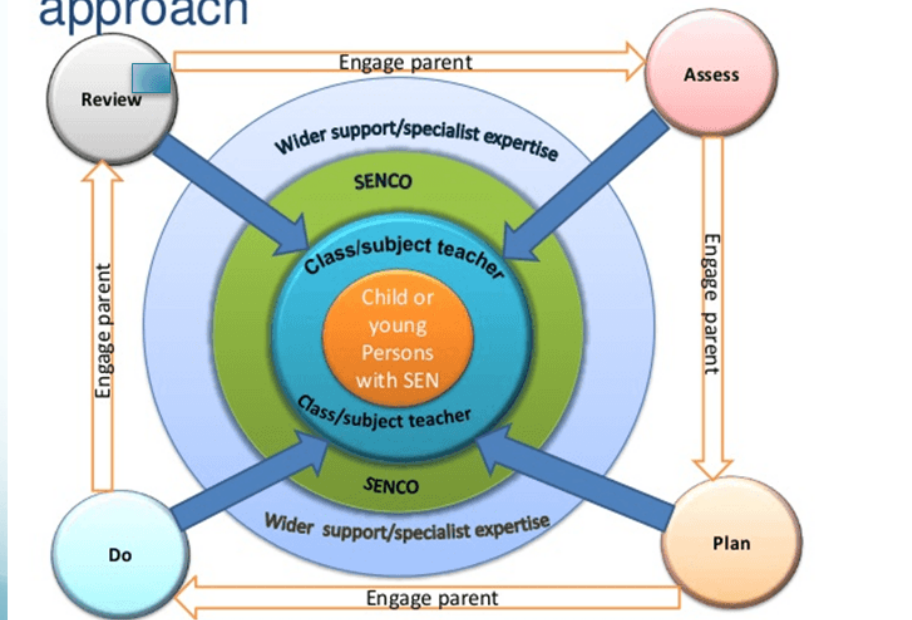 approach
Engage parent
Review
Assess
Wider support/specialist expertise
SENCO
Class/subject teacher
Engage parent
Engage parent
Child or
young
Persons
with SEN
Class/subject teacher
SENCO
Wider support/specialist expertise
Do
Plan
Engage parent